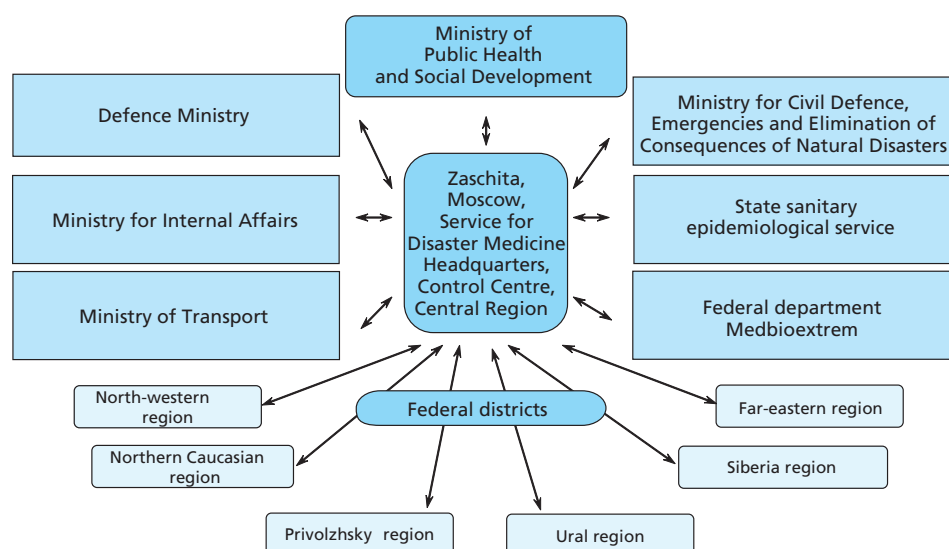 Ministry of
Public Health
and Social Development
Defence Ministry
Ministry for Civil Defence,
Emergencies and Elimination of
Consequences of Natural Disasters
Zaschita,
Moscow,
Service for
Disaster Medicine
Headquarters,
Control Centre,
Central Region
Ministry for Internal Affairs
State sanitary
epidemiological service
Ministry of Transport
Federal department
Medbioextrem
North-western
region
Federal districts
Far-eastern region
Northern Caucasian
region
Siberia region
Privolzhsky region
Ural region